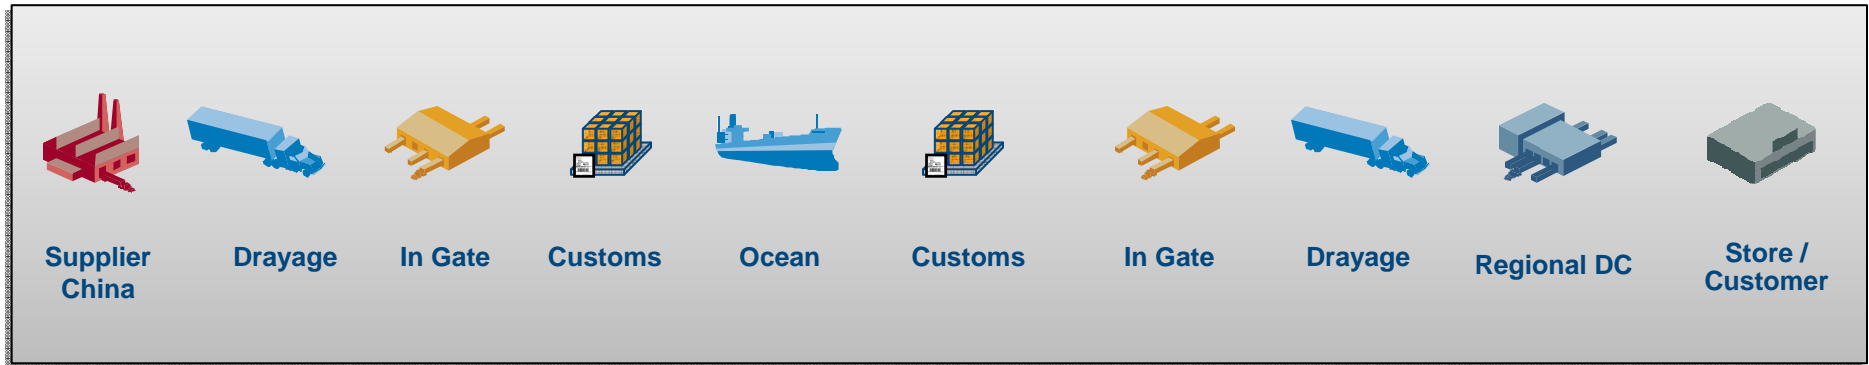 Supplier
China
Drayage
In Gate
Customs
Ocean
Customs
In Gate
Drayage
Regional DC
Store /
Customer